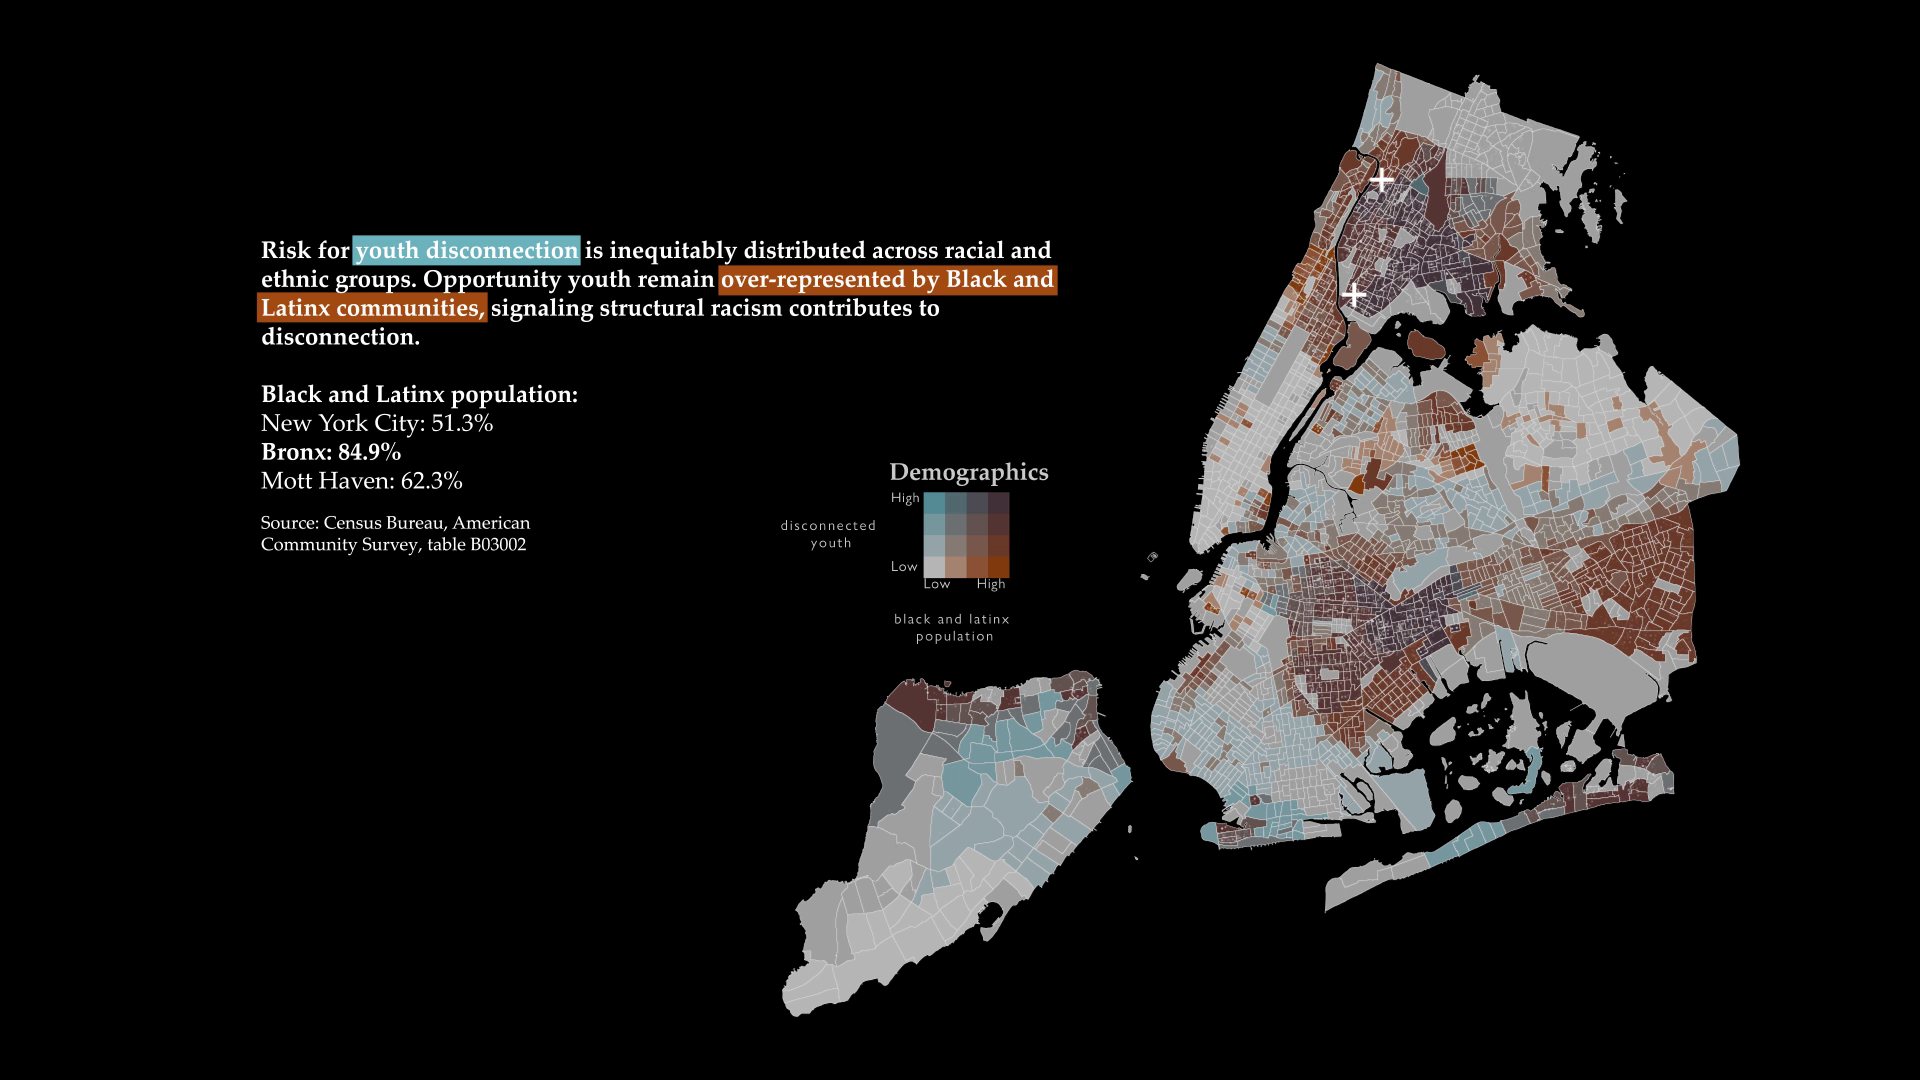 Risk for youth disconnection is inequitably distributed across racial and
ethnic groups. Opportunity youth remain over-represented by Black and
Latinx communities, signaling structural racism contributes to
disconnection.
Black and Latinx population:
New York City: 51.3%
Bronx: 84.9%
Mott Haven: 62.3%
Source: Census Bureau, American
Community Survey, table B03002
Demographics
High
disconnected
youth
Low
Low High
black and latinx
population